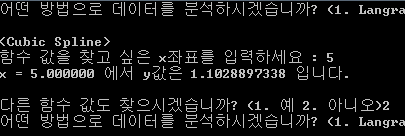 어떤 방법으로 데이터를 분석하시겠습니까? (1. Langra
<Cubic Spline>
함수 값을 찾고 싶은 x좌표를 입력하세요 : 5
x = 5.000000 에서 y값은 1.1028897338 입니다.
다른 함수 값도 찾으시겠습니까? (1. 예 2. 아니오)2
어떤 방법으로 데이터를 분석하시겠습니까? (1. Langra